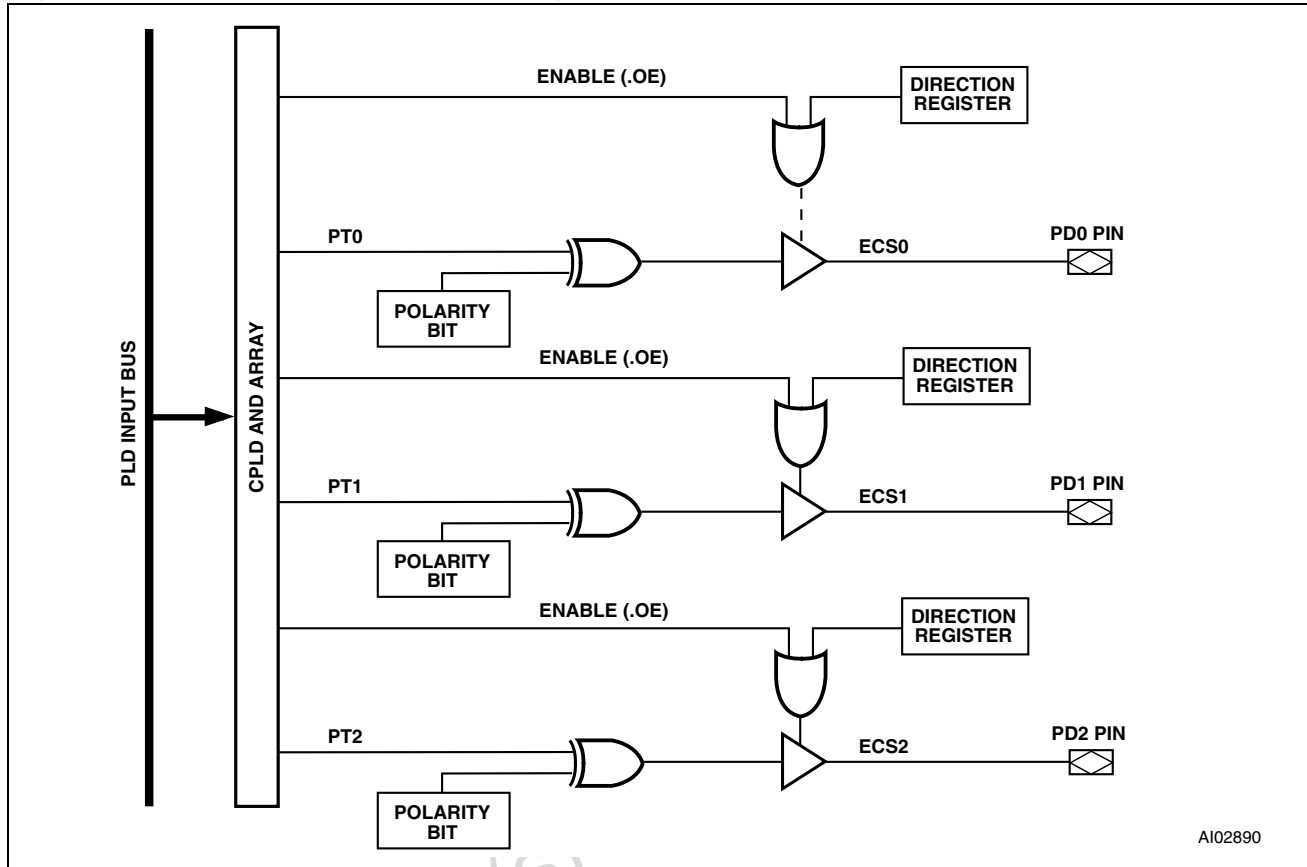 ENABLE (.OE)
DIRECTION
REGISTER
PT0
ECS0
PD0 PIN
POLARITY
BIT
ENABLE (.OE)
DIRECTION
REGISTER
PLD INPUT BUS
CPLD AND ARRAY
PT1
ECS1
PD1 PIN
POLARITY
BIT
ENABLE (.OE)
DIRECTION
REGISTER
PT2
ECS2
PD2 PIN
POLARITY
BIT
AI02890